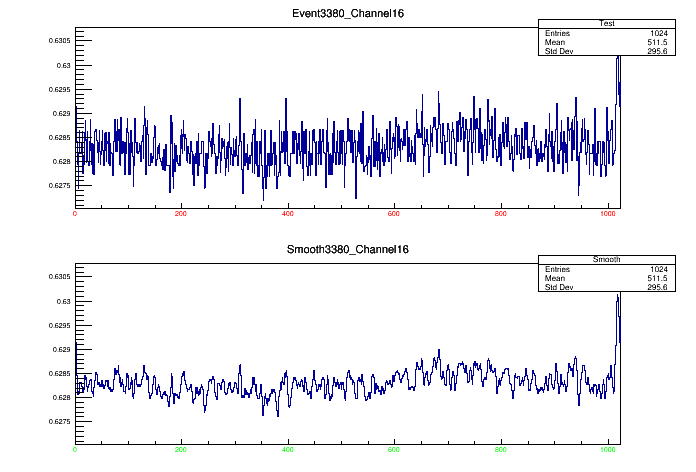 Event3380_Channel16
Test
Entries 1024
Mean 511.5
Std Dev 295.6
0.6305
0.63
0.6295
0.629
0.6285
0.628
0.6275
0 200 400 600 800 1000
Smooth3380_Channel16
Smooth
Entries 1024
Mean 511.5
Std Dev 295.6
0.6305
0.63
0.6295
0.629
0.6285
0.628
0.6275
0 200 400 600 800 1000